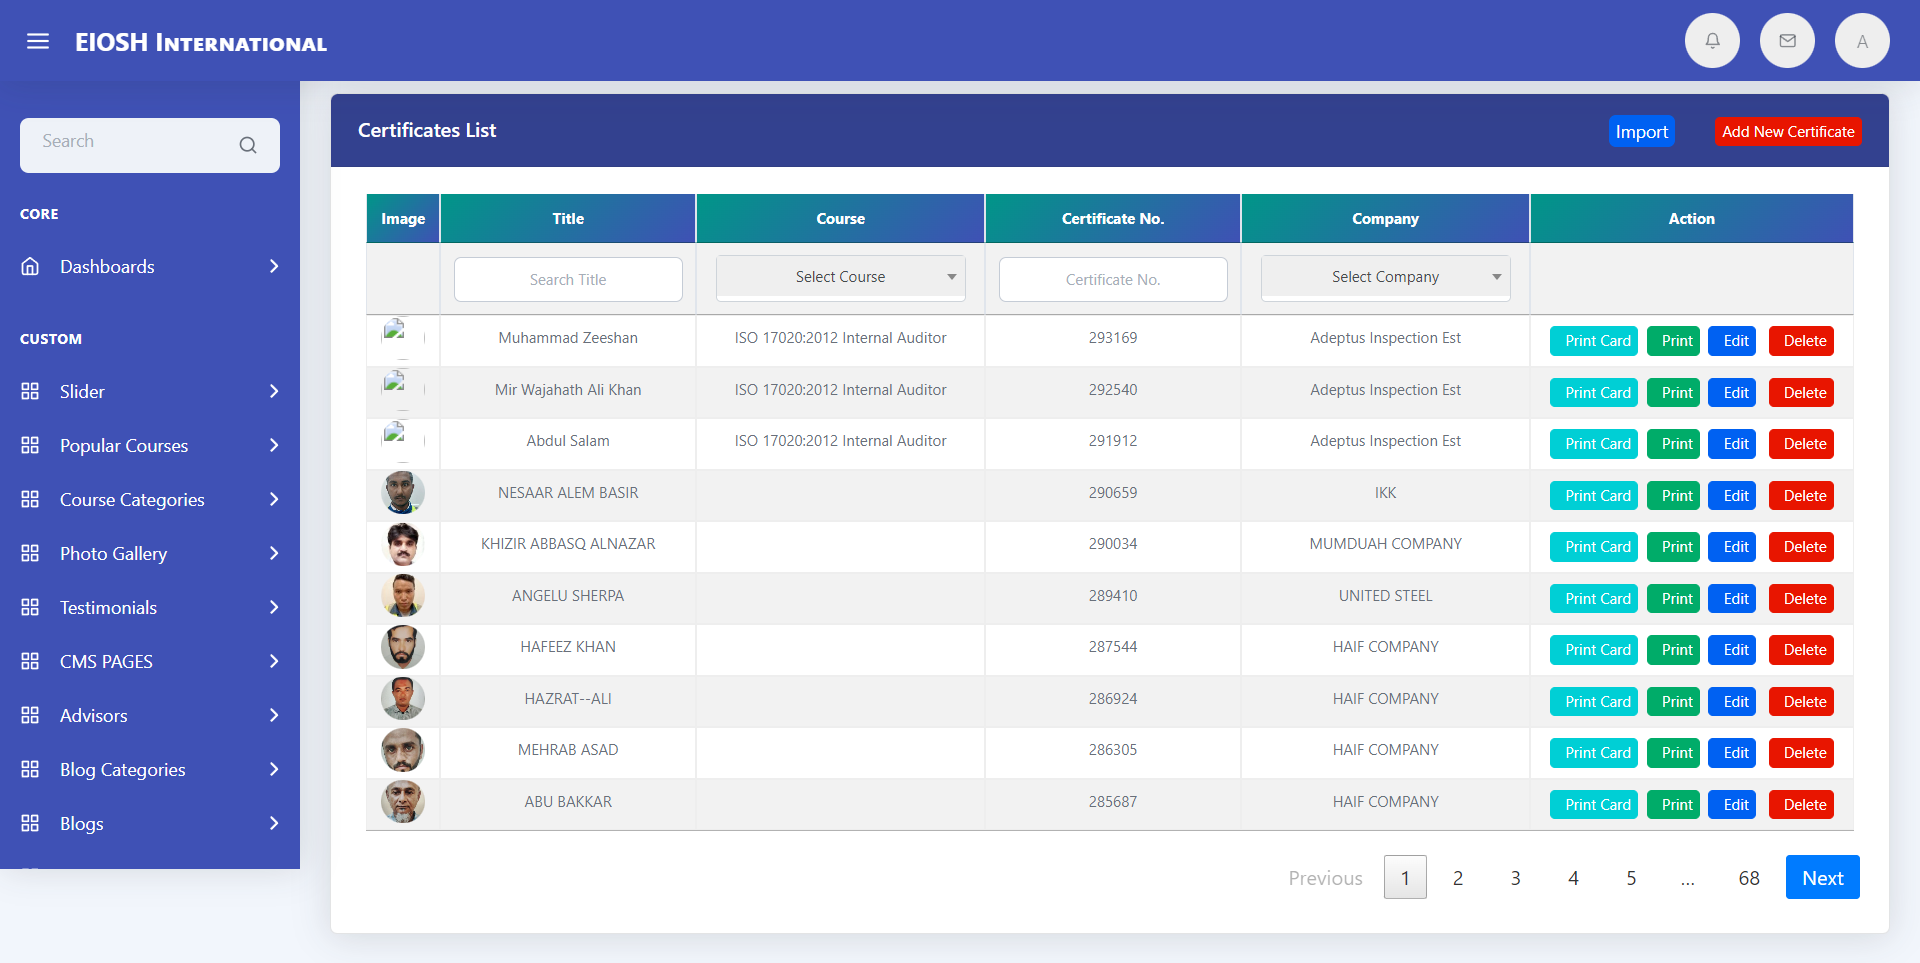 EIOSH International
A
Search
CORE
Dashboards
CUSTOM
Slider
Popular Courses
Course Categories
Photo Gallery
Testimonials
CMS PAGES
Advisors
Blog Categories
Blogs
Certificates List
Import
Add New Certificate
Image Title Course Certificate No. Company Action
Search Title Select Course Certificate No. Select Company
Muhammad Zeeshan ISO 17020:2012 Internal Auditor 293169 Adeptus Inspection Est Print Card Print Edit Delete
Mir Wajahath Ali Khan ISO 17020:2012 Internal Auditor 292540 Adeptus Inspection Est Print Card Print Edit Delete
Abdul Salam ISO 17020:2012 Internal Auditor 291912 Adeptus Inspection Est Print Card Print Edit Delete
NESAAR ALEM BASIR 290659 IKK Print Card Print Edit Delete
KHIZIR ABBASQ ALNAZAR 290034 MUMDUAH COMPANY Print Card Print Edit Delete
ANGELU SHERPA 289410 UNITED STEEL Print Card Print Edit Delete
HAFEEZ KHAN 287544 HAIF COMPANY Print Card Print Edit Delete
HAZRAT--ALI 286924 HAIF COMPANY Print Card Print Edit Delete
MEHRAB ASAD 286305 HAIF COMPANY Print Card Print Edit Delete
ABU BAKKAR 285687 HAIF COMPANY Print Card Print Edit Delete
Previous 1 2 3 4 5 ... 68 Next